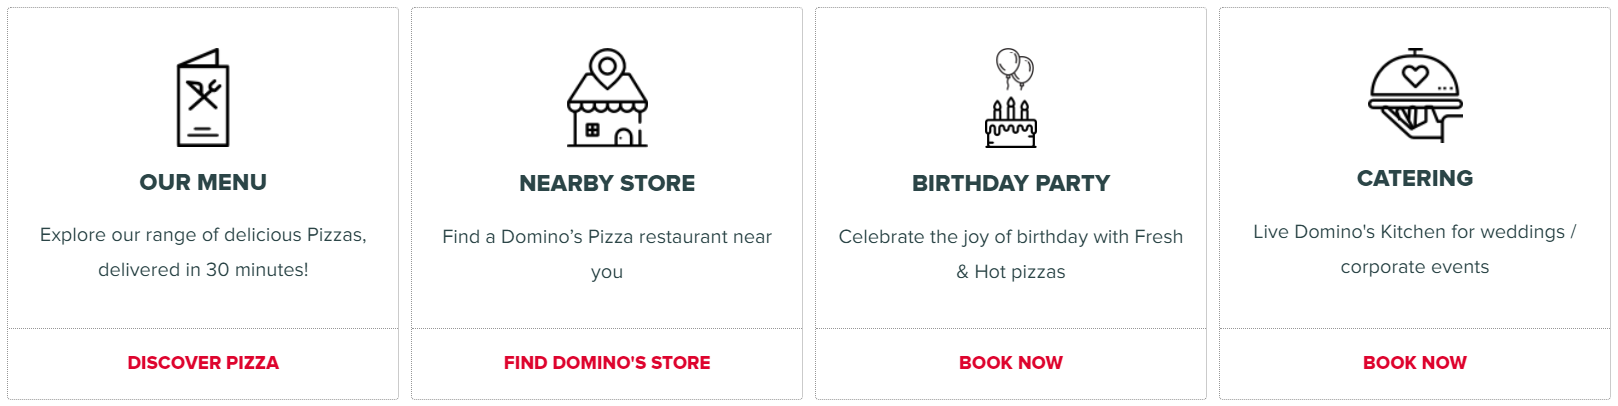 OUR MENU
Explore our range of delicious Pizzas,
delivered in 30 minutes!
DISCOVER PIZZA
NEARBY STORE
Find a Domino’s Pizza restaurant near
you
FIND DOMINO'S STORE
BIRTHDAY PARTY
Celebrate the joy of birthday with Fresh
& Hot pizzas
BOOK NOW
CATERING
Live Domino's Kitchen for weddings /
corporate events
BOOK NOW